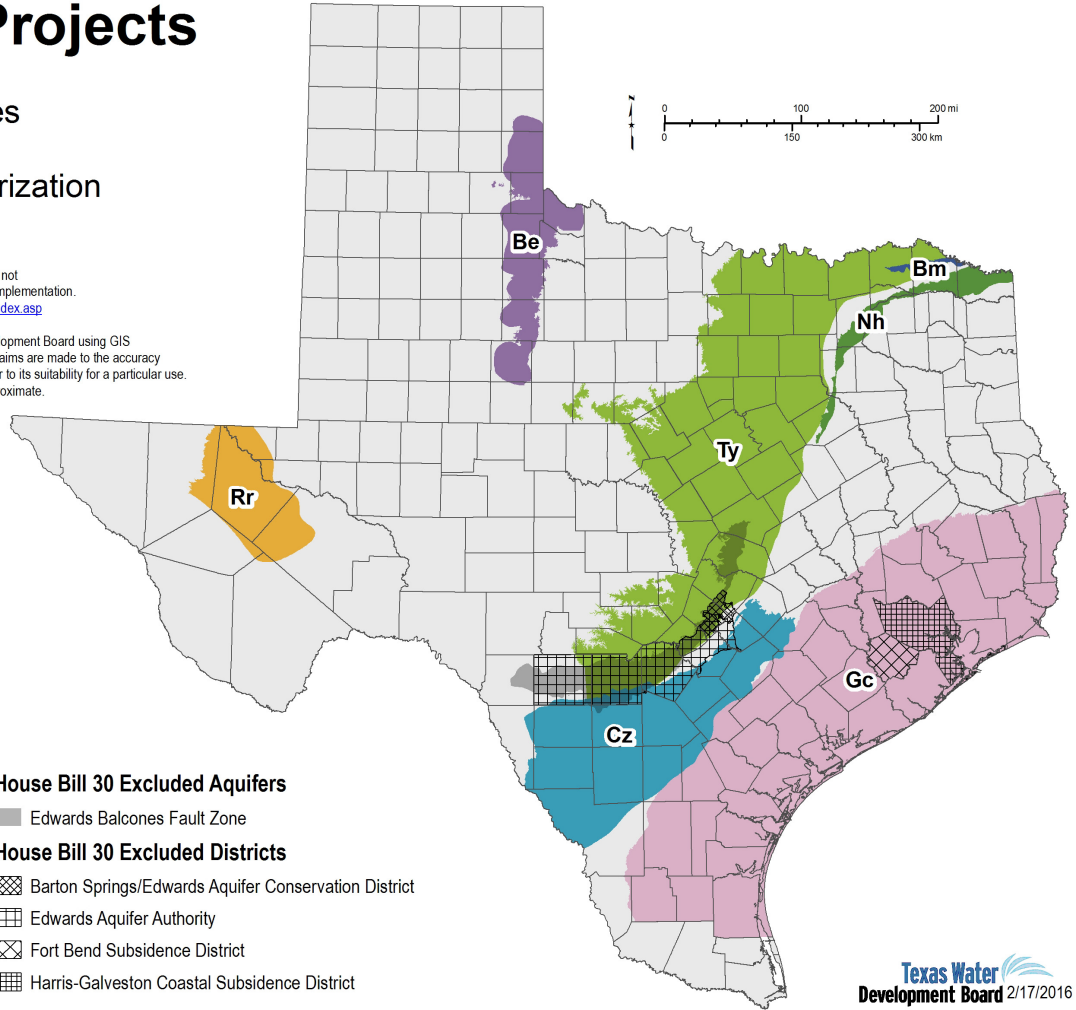 Projects
es
rization
not
mplementation.
dex.asp
opment Board using GIS
aims are made to the accuracy
r to its suitability for a particular use.
oximate.
N
0 100 200 mi
0 150 300 km
Be
Bm
Nh
Ty
Rr
Gc
Cz
House Bill 30 Excluded Aquifers
Edwards Balcones Fault Zone
House Bill 30 Excluded Districts
Barton Springs/Edwards Aquifer Conservation District
Edwards Aquifer Authority
Fort Bend Subsidence District
Harris-Galveston Coastal Subsidence District
Texas Water
Development Board 2/17/2016